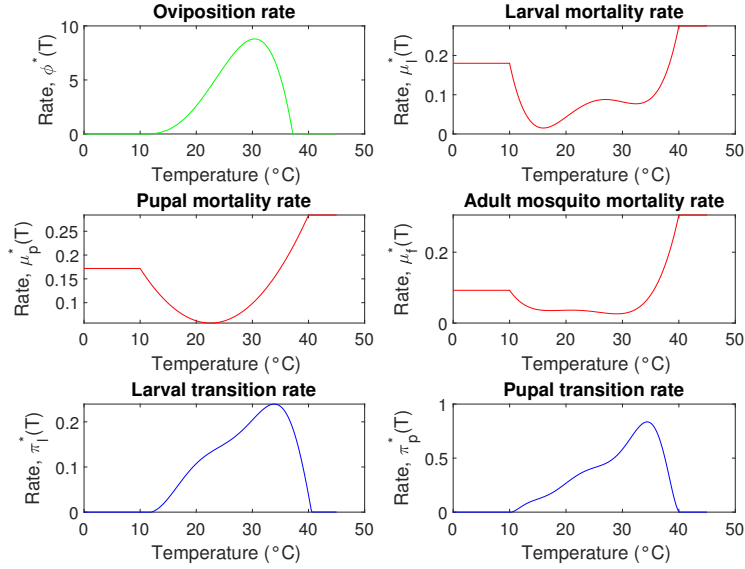 Oviposition rate
Rate, ϕ*(T)
10
5
0
0 10 20 30 40 50
Temperature (°C)
Larval mortality rate
Rate, μ*l(T)
0.2
0.1
0
0 10 20 30 40 50
Temperature (°C)
Pupal mortality rate
Rate, μ*p(T)
0.25
0.2
0.15
0.1
0 10 20 30 40 50
Temperature (°C)
Adult mosquito mortality rate
Rate, μ*f(T)
0.2
0
0 10 20 30 40 50
Temperature (°C)
Larval transition rate
Rate, π*l(T)
0.2
0.1
0
0 10 20 30 40 50
Temperature (°C)
Pupal transition rate
Rate, π*p(T)
1
0.5
0
0 10 20 30 40 50
Temperature (°C)